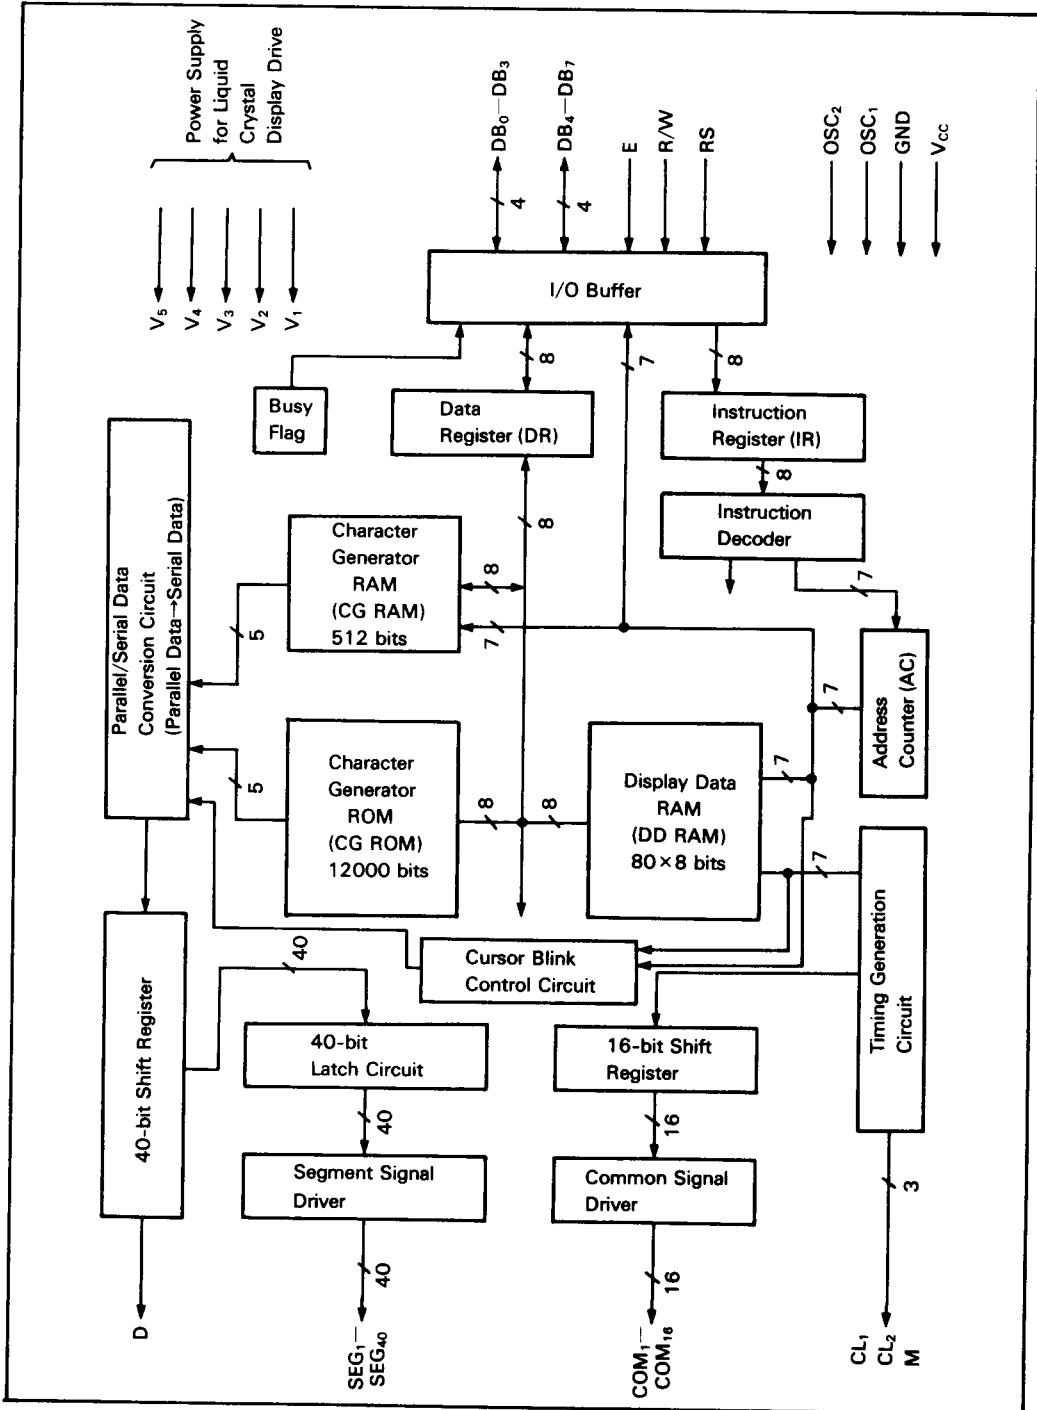 Power Supply
for Liquid
Crystal
Display Drive
V5
V4
V3
V2
V1
DB0—DB3
DB4—DB7
E
R/W
RS
OSC2
OSC1
GND
VCC
4
4
I/O Buffer
8
7
8
Busy
Flag
Data
Register (DR)
Instruction
Register (IR)
8
Instruction
Decoder
7
8
Parallel/Serial Data
Conversion Circuit
(Parallel Data→Serial Data)
5
5
Character
Generator
RAM
(CG RAM)
512 bits
8
7
Character
Generator
ROM
(CG ROM)
12000 bits
8
8
Display Data
RAM
(DD RAM)
80×8 bits
7
7
7
Address
Counter (AC)
Cursor Blink
Control Circuit
Timing Generation
Circuit
40-bit Shift Register
40
40-bit
Latch Circuit
16-bit Shift
Register
40
16
Segment Signal
Driver
Common Signal
Driver
40
16
3
D
SEG1—
SEG40
COM1—
COM16
CL1
CL2
M